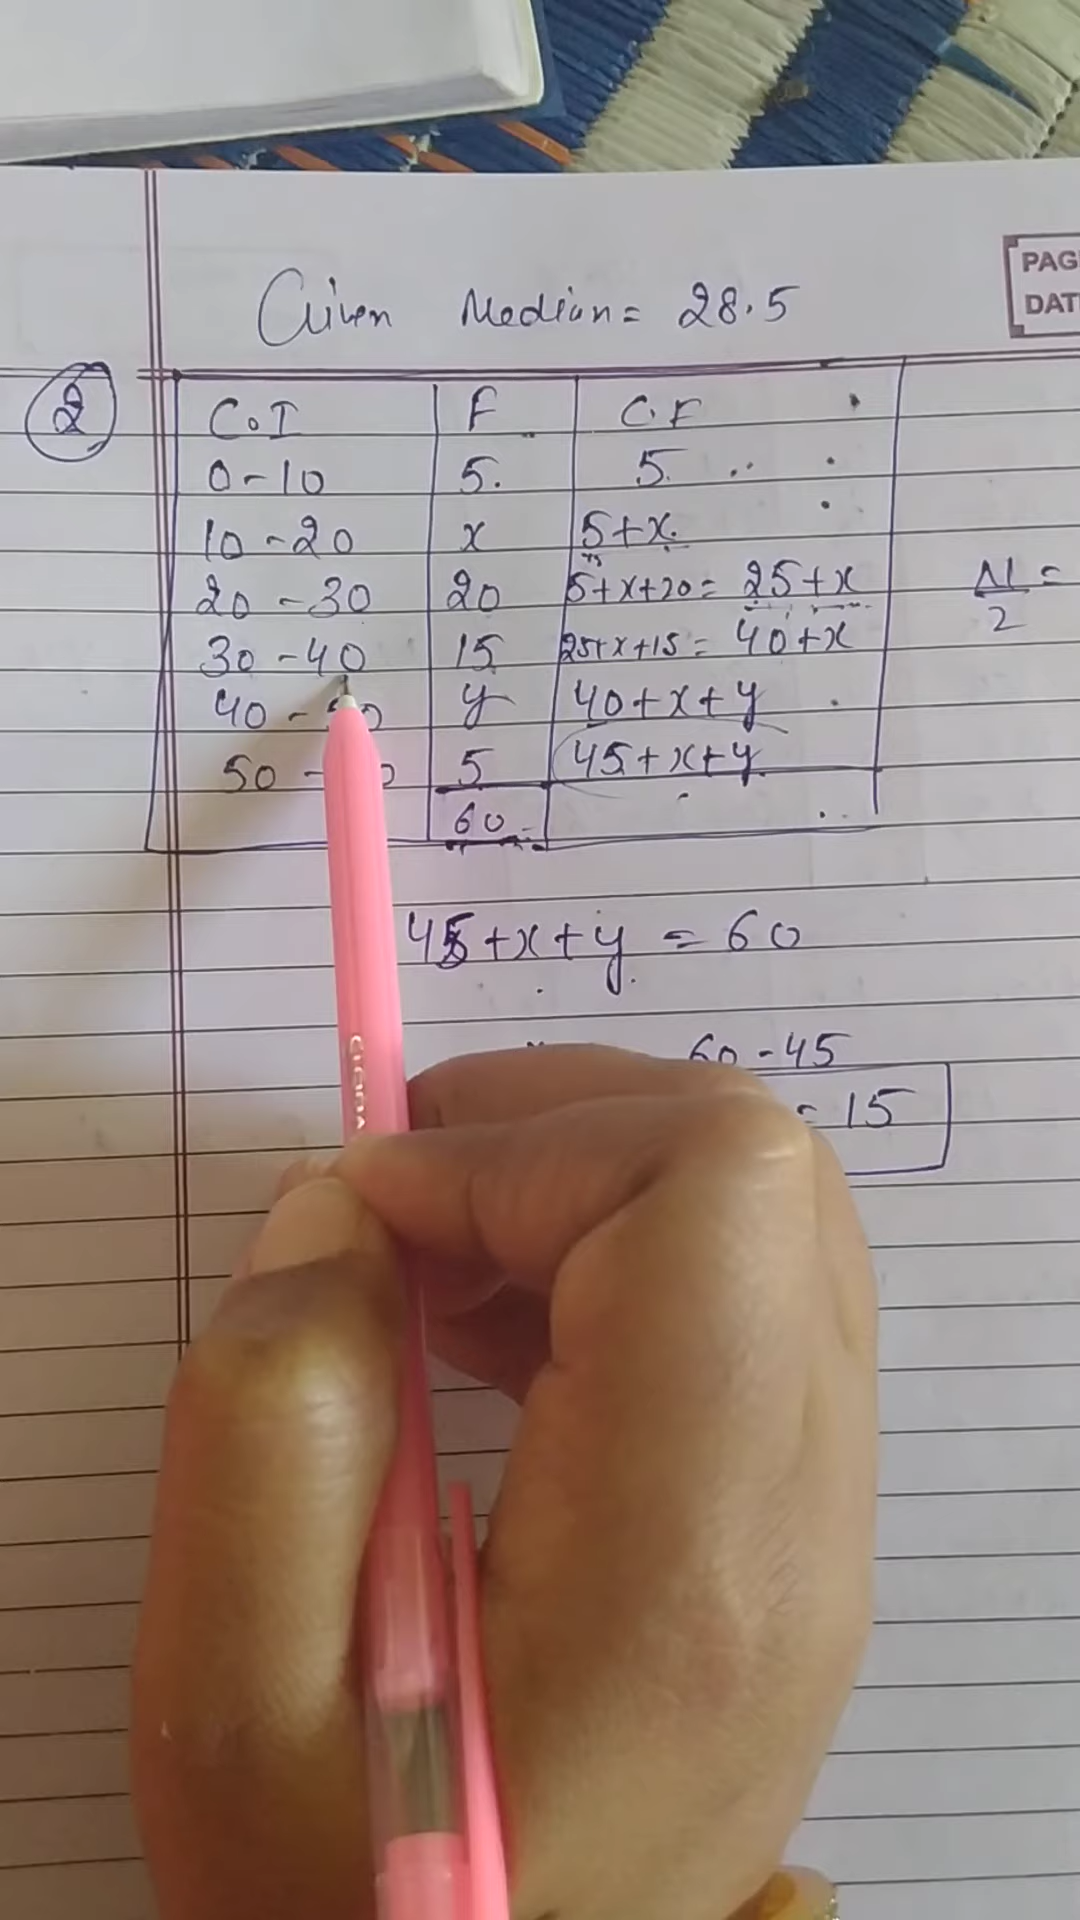 PAG
DAT
Given Median = 28.5
2
C.I F C.F
0-10 5. 5
10-20 x 5+x
20-30 20 5+x+20 = 25+x
30-40 15 25+x+15 = 40+x
40- y 40+x+y
50- 5 45+x+y
60
2
45+x+y = 60
60-45
= 15